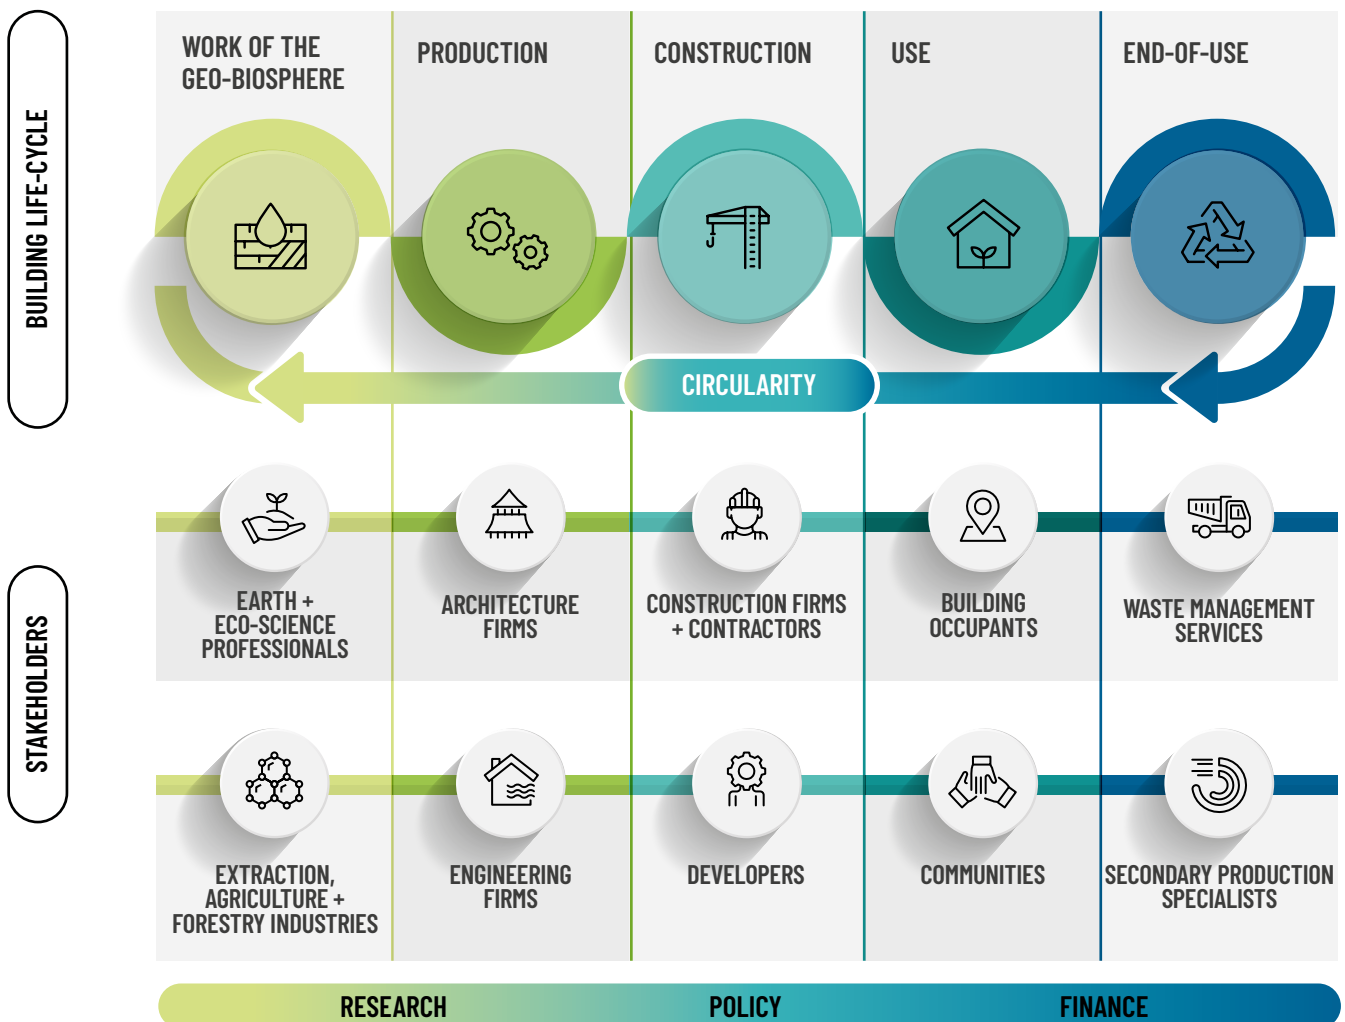 BUILDING LIFE-CYCLE
WORK OF THE
GEO-BIOSPHERE
PRODUCTION
CONSTRUCTION
USE
END-OF-USE
CIRCULARITY
STAKEHOLDERS
EARTH +
ECO-SCIENCE
PROFESSIONALS
ARCHITECTURE
FIRMS
CONSTRUCTION FIRMS
+ CONTRACTORS
BUILDING
OCCUPANTS
WASTE MANAGEMENT
SERVICES
EXTRACTION,
AGRICULTURE +
FORESTRY INDUSTRIES
ENGINEERING
FIRMS
DEVELOPERS
COMMUNITIES
SECONDARY PRODUCTION
SPECIALISTS
RESEARCH
POLICY
FINANCE